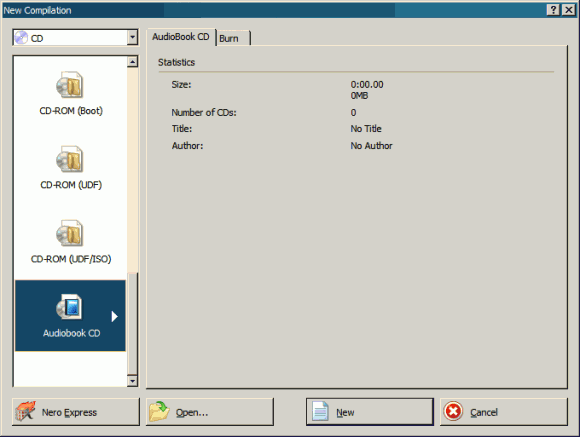 New Compilation
CD
CD-ROM (Boot)
CD-ROM (UDF)
CD-ROM (UDF/ISO)
Audiobook CD
AudioBook CD Burn
Statistics
Size: 0:00.00
0MB
Number of CDs: 0
Title: No Title
Author: No Author
Nero Express Open... New Cancel